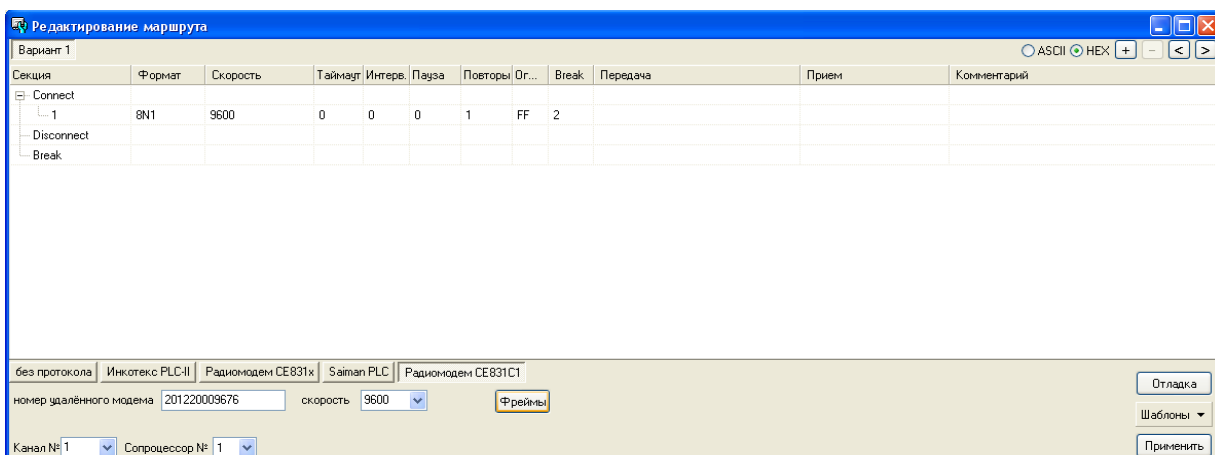 Редактирование маршрута
Вариант 1 ASCII HEX + - < >
Секция Формат Скорость Таймаут Интерв. Пауза Повторы Ог... Break Передача Прием Комментарий
Connect
1 8N1 9600 0 0 0 1 FF 2
Disconnect
Break
без протокола Инкотекс PLC-II Радиомодем CE831x Saiman PLC Радиомодем CE831C1
Отладка
номер удалённого модема 201220009676 скорость 9600 Фреймы
Шаблоны
Канал № 1 Сопроцессор № 1 Применить